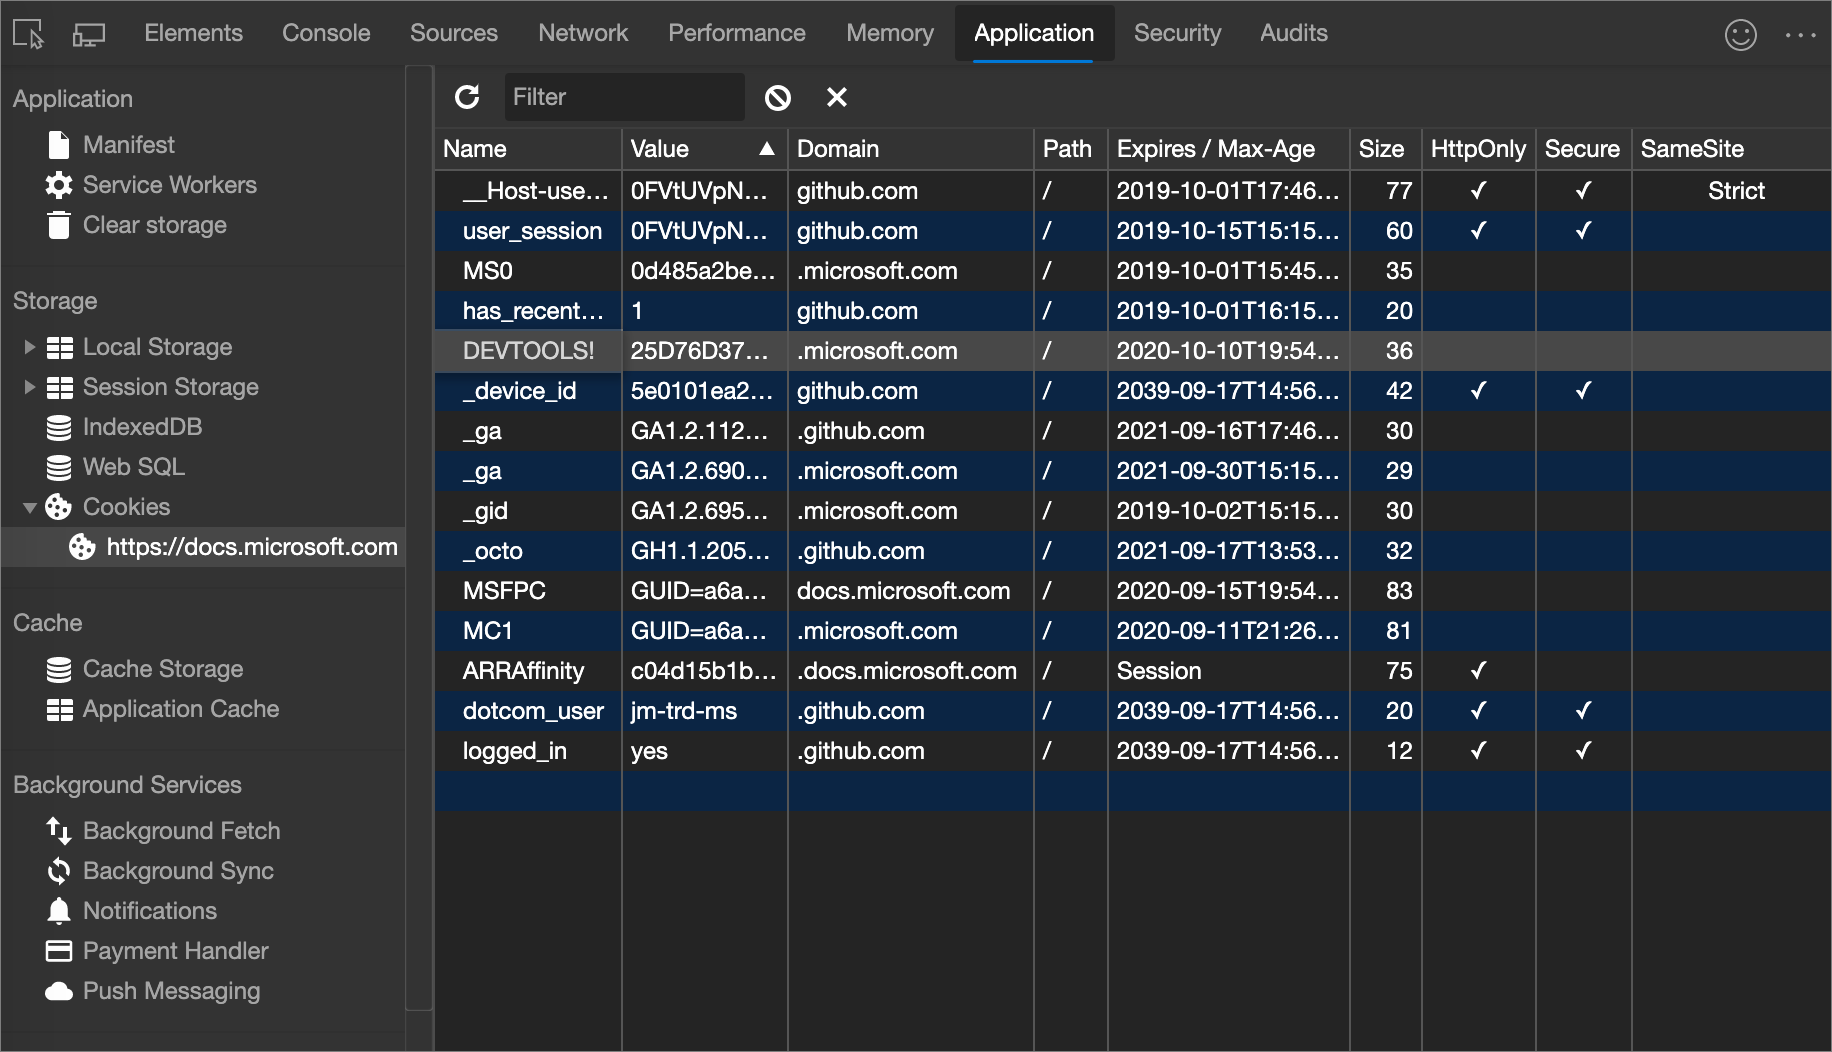 Elements Console Sources Network Performance Memory Application Security Audits
Application
Manifest
Service Workers
Clear storage
Storage
Local Storage
Session Storage
IndexedDB
Web SQL
Cookies
https://docs.microsoft.com
Cache
Cache Storage
Application Cache
Background Services
Background Fetch
Background Sync
Notifications
Payment Handler
Push Messaging
Filter
Name Value ▲ Domain Path Expires / Max-Age Size HttpOnly Secure SameSite
__Host-use… 0FVtUVpN… github.com / 2019-10-01T17:46… 77 ✓ ✓ Strict
user_session 0FVtUVpN… github.com / 2019-10-15T15:15… 60 ✓ ✓
MS0 0d485a2be… .microsoft.com / 2019-10-01T15:45… 35
has_recent… 1 github.com / 2019-10-01T16:15… 20
DEVTOOLS! 25D76D37… .microsoft.com / 2020-10-10T19:54… 36
_device_id 5e0101ea2… github.com / 2039-09-17T14:56… 42 ✓ ✓
_ga GA1.2.112… .github.com / 2021-09-16T17:46… 30
_ga GA1.2.690… .microsoft.com / 2021-09-30T15:15… 29
_gid GA1.2.695… .microsoft.com / 2019-10-02T15:15… 30
_octo GH1.1.205… .github.com / 2021-09-17T13:53… 32
MSFPC GUID=a6a… docs.microsoft.com / 2020-09-15T19:54… 83
MC1 GUID=a6a… .microsoft.com / 2020-09-11T21:26… 81
ARRAffinity c04d15b1b… .docs.microsoft.com / Session 75 ✓
dotcom_user jm-trd-ms .github.com / 2039-09-17T14:56… 20 ✓ ✓
logged_in yes .github.com / 2039-09-17T14:56… 12 ✓ ✓